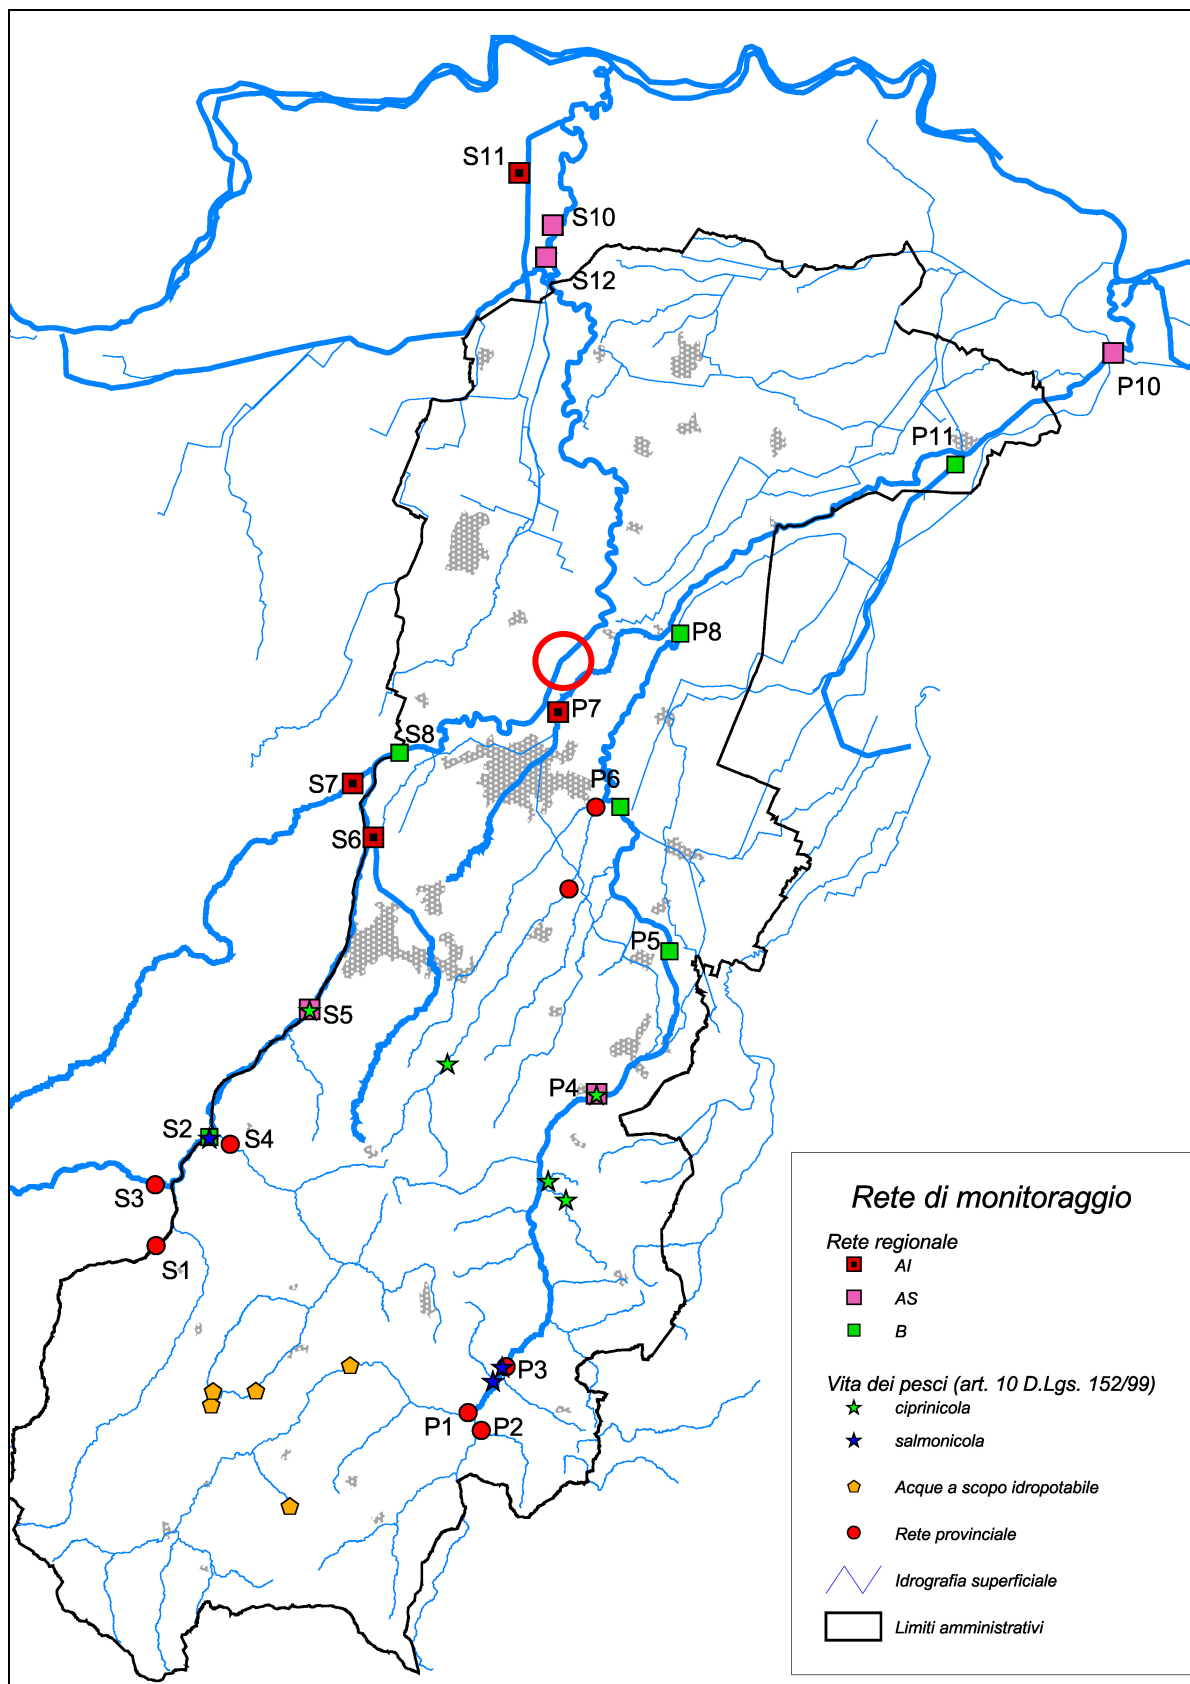 S11
S10
S12
P10
P11
P8
P7
S8
S7
P6
S6
P5
S5
P4
S2
S4
S3
S1
P3
P1
P2
Rete di monitoraggio
Rete regionale
AI
AS
B
Vita dei pesci (art. 10 D.Lgs. 152/99)
ciprinicola
salmonicola
Acque a scopo idropotabile
Rete provinciale
Idrografia superficiale
Limiti amministrativi